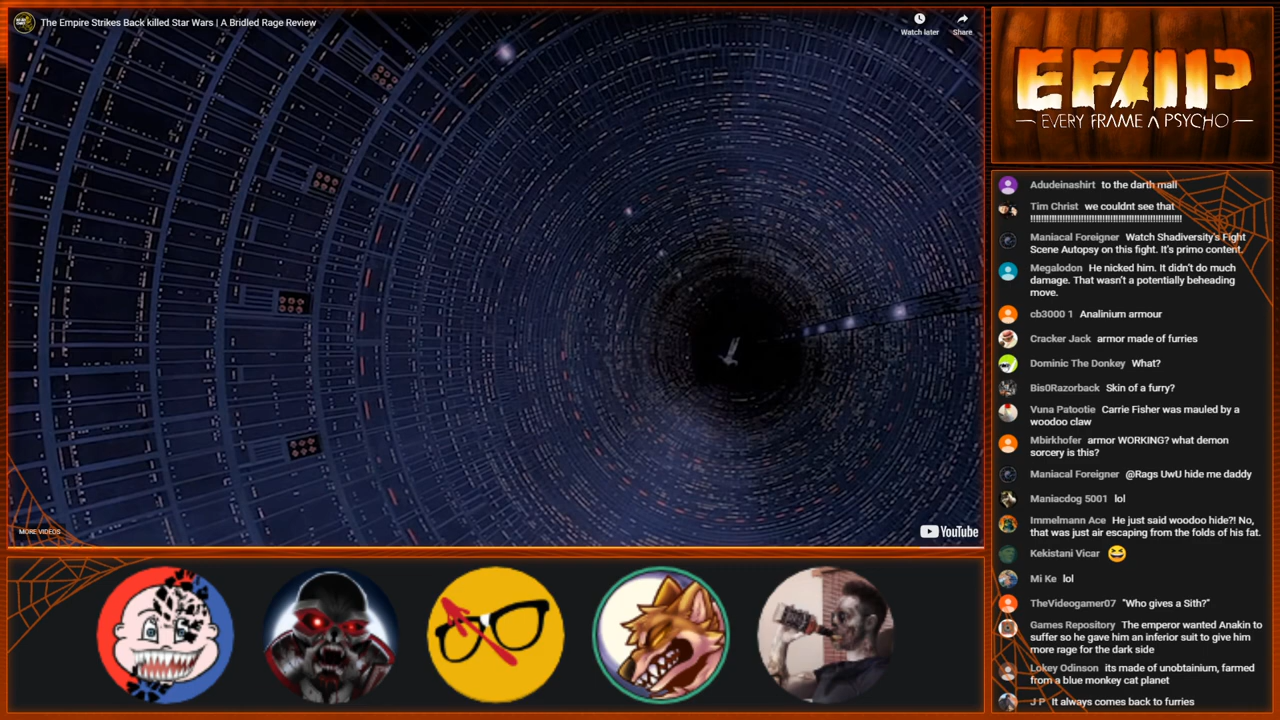 The Empire Strikes Back killed Star Wars | A Bridled Rage Review
Watch later
Share
MORE VIDEOS
YouTube
EFAP
EVERY FRAME A PSYCHO
Adudeinashirt to the darth mall
Tim Christ we couldnt see that
!!!!!!!!!!!!!!!!!!!!!!!!!!!!!!!!!!!!!!!!!!!!!!!!!!!!!!!!!!!!
Maniacal Foreigner Watch Shadiversity's Fight
Scene Autopsy on this fight. It's primo content.
Megalodon He nicked him. It didn't do much
damage. That wasn't a potentially beheading
move.
cb3000 1 Analinium armour
Cracker Jack armor made of furries
Dominic The Donkey What?
Bis0Razorback Skin of a furry?
Vuna Patootie Carrie Fisher was mauled by a
woodoo claw
Mbirkhofer armor WORKING? what demon
sorcery is this?
Maniacal Foreigner @Rags UwU hide me daddy
Maniacdog 5001 lol
Immelmann Ace He just said woodoo hide?! No,
that was just air escaping from the folds of his fat.
Kekistani Vicar 😆
Mi Ke lol
TheVideogamer07 "Who gives a Sith?"
Games Repository The emperor wanted Anakin to
suffer so he gave him an inferior suit to give him
more rage for the dark side
Lokey Odinson its made of unobtainium, farmed
from a blue monkey cat planet
J P It always comes back to furries